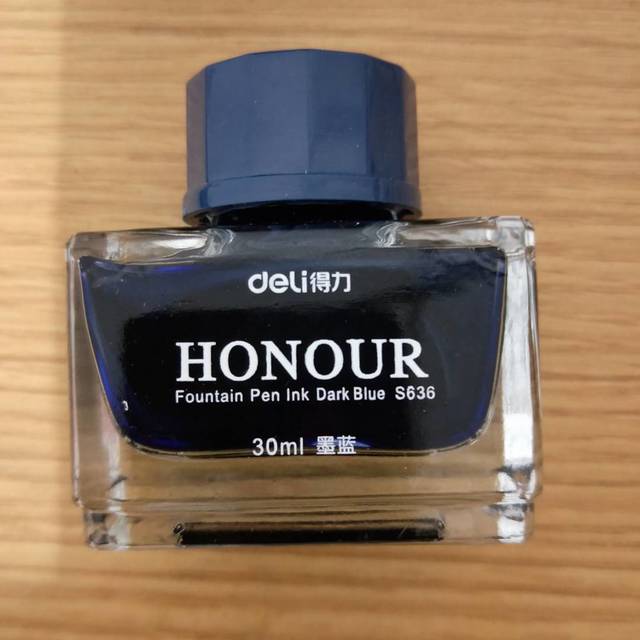 deli得力
HONOUR
Fountain Pen Ink Dark Blue S636
30ml 墨蓝